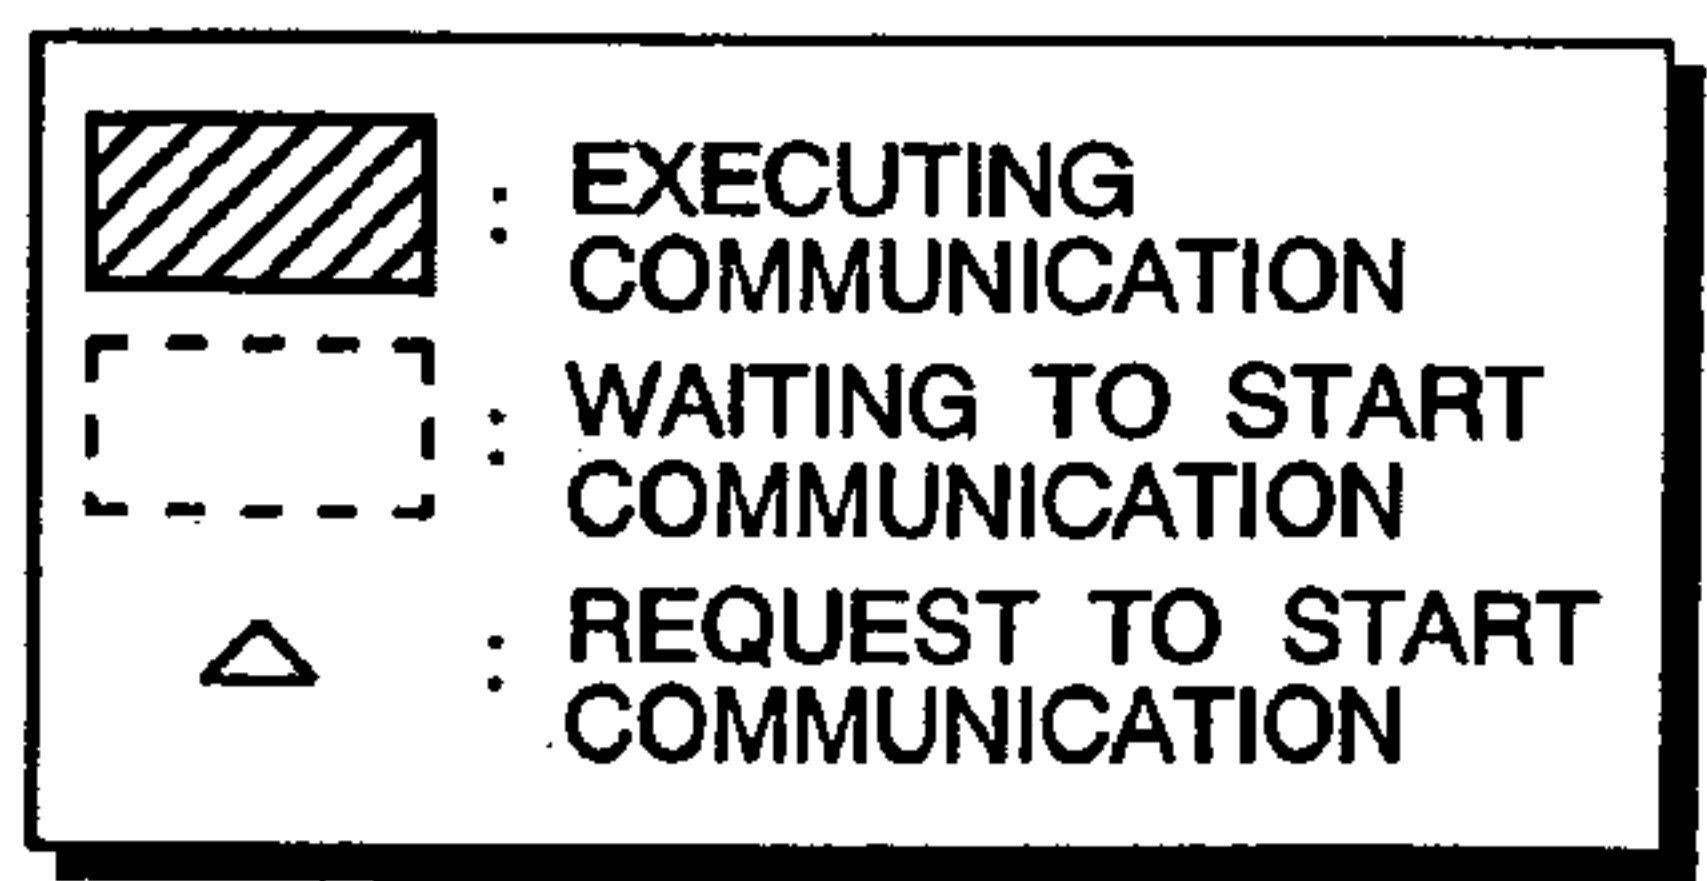 : EXECUTING
COMMUNICATION
: WAITING TO START
COMMUNICATION
: REQUEST TO START
COMMUNICATION